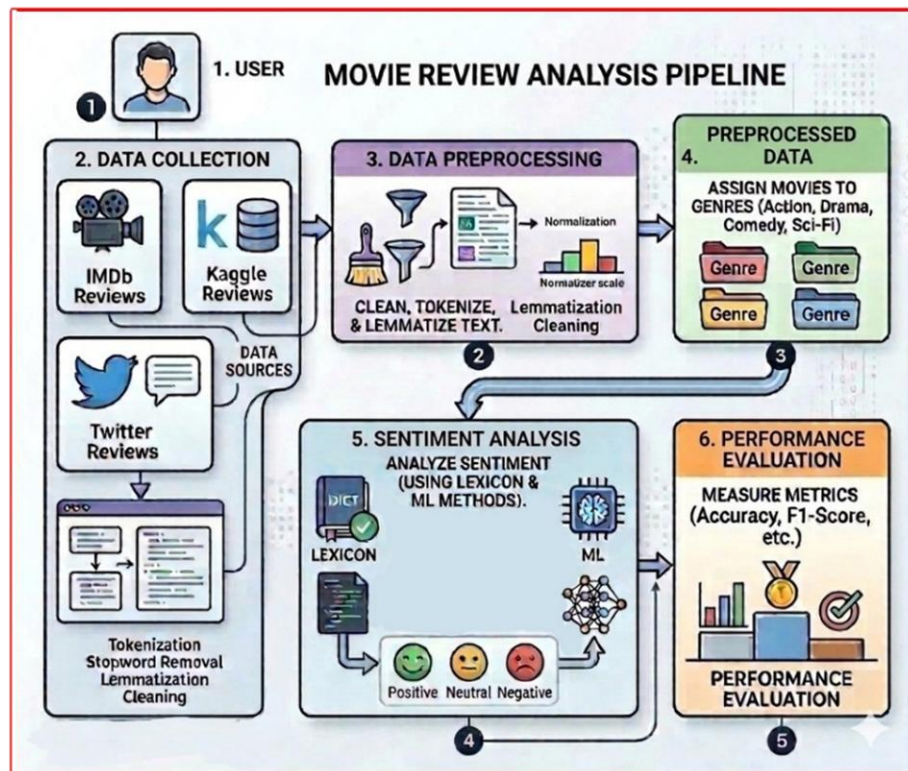 1. USER
MOVIE REVIEW ANALYSIS PIPELINE
1
2. DATA COLLECTION
IMDb
Reviews
k
Kaggle
Reviews
DATA
SOURCES
Twitter
Reviews
Tokenization
Stopword Removal
Lemmatization
Cleaning
3. DATA PREPROCESSING
Normalization
Normalizer scale
CLEAN, TOKENIZE,
& LEMMATIZE TEXT.
Lemmatization
Cleaning
2
4.
PREPROCESSED
DATA
ASSIGN MOVIES TO
GENRES (Action, Drama,
Comedy, Sci-Fi)
Genre
Genre
Genre
Genre
3
5. SENTIMENT ANALYSIS
ANALYZE SENTIMENT
(USING LEXICON &
ML METHODS).
DICT
LEXICON
ML
Positive
Neutral
Negative
4
6. PERFORMANCE
EVALUATION
MEASURE METRICS
(Accuracy, F1-Score,
etc.)
PERFORMANCE
EVALUATION
5